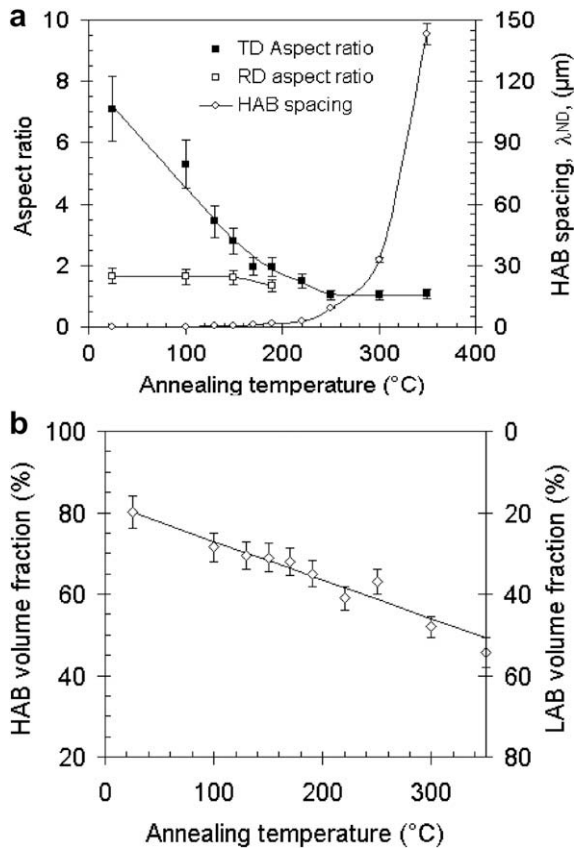 a
10
8
6
4
2
0
Aspect ratio
TD Aspect ratio
RD aspect ratio
HAB spacing
150
120
90
60
30
0
HAB spacing, λND, (μm)
0 100 200 300 400
Annealing temperature (°C)
b
100
80
60
40
20
HAB volume fraction (%)
0
20
40
60
80
LAB volume fraction (%)
0 100 200 300
Annealing temperature (°C)